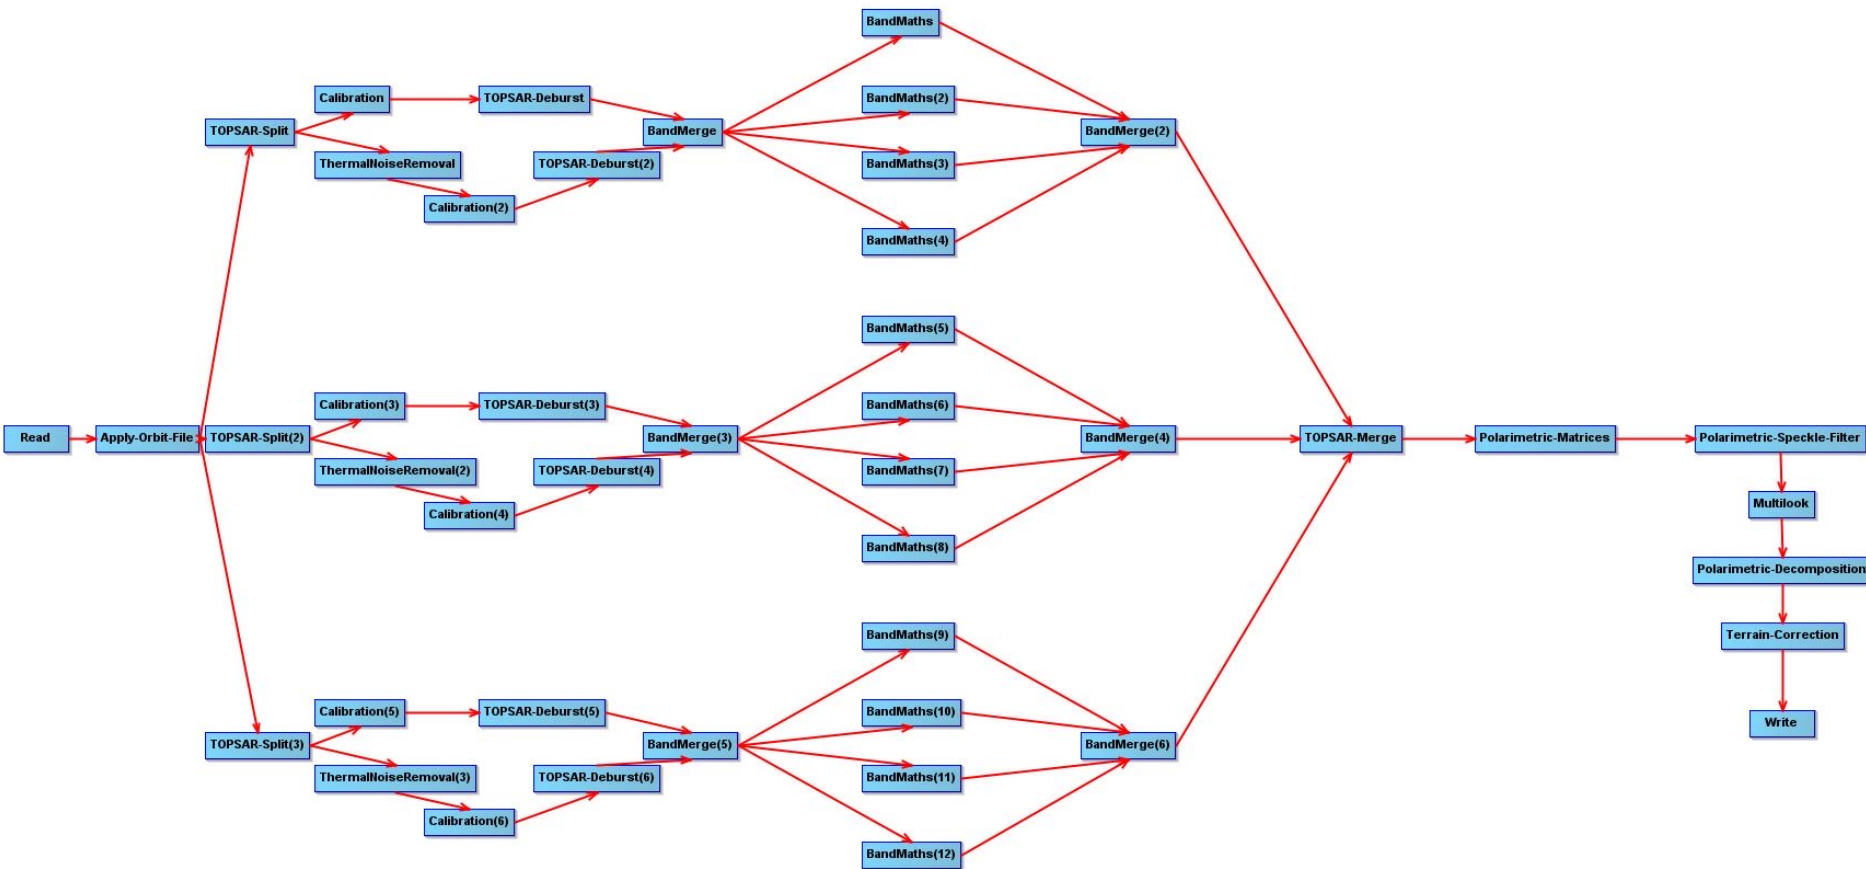 BandMaths
Calibration
TOPSAR-Deburst
BandMaths(2)
TOPSAR-Split
BandMerge
BandMerge(2)
ThermalNoiseRemoval
TOPSAR-Deburst(2)
BandMaths(3)
Calibration(2)
BandMaths(4)
BandMaths(5)
Calibration(3)
TOPSAR-Deburst(3)
BandMaths(6)
Read
Apply-Orbit-File
TOPSAR-Split(2)
BandMerge(3)
BandMerge(4)
TOPSAR-Merge
Polarimetric-Matrices
Polarimetric-Speckle-Filter
ThermalNoiseRemoval(2)
TOPSAR-Deburst(4)
BandMaths(7)
Multilook
Calibration(4)
BandMaths(8)
Polarimetric-Decomposition
BandMaths(9)
Terrain-Correction
Calibration(5)
TOPSAR-Deburst(5)
BandMaths(10)
Write
TOPSAR-Split(3)
BandMerge(5)
BandMerge(6)
ThermalNoiseRemoval(3)
TOPSAR-Deburst(6)
BandMaths(11)
Calibration(6)
BandMaths(12)